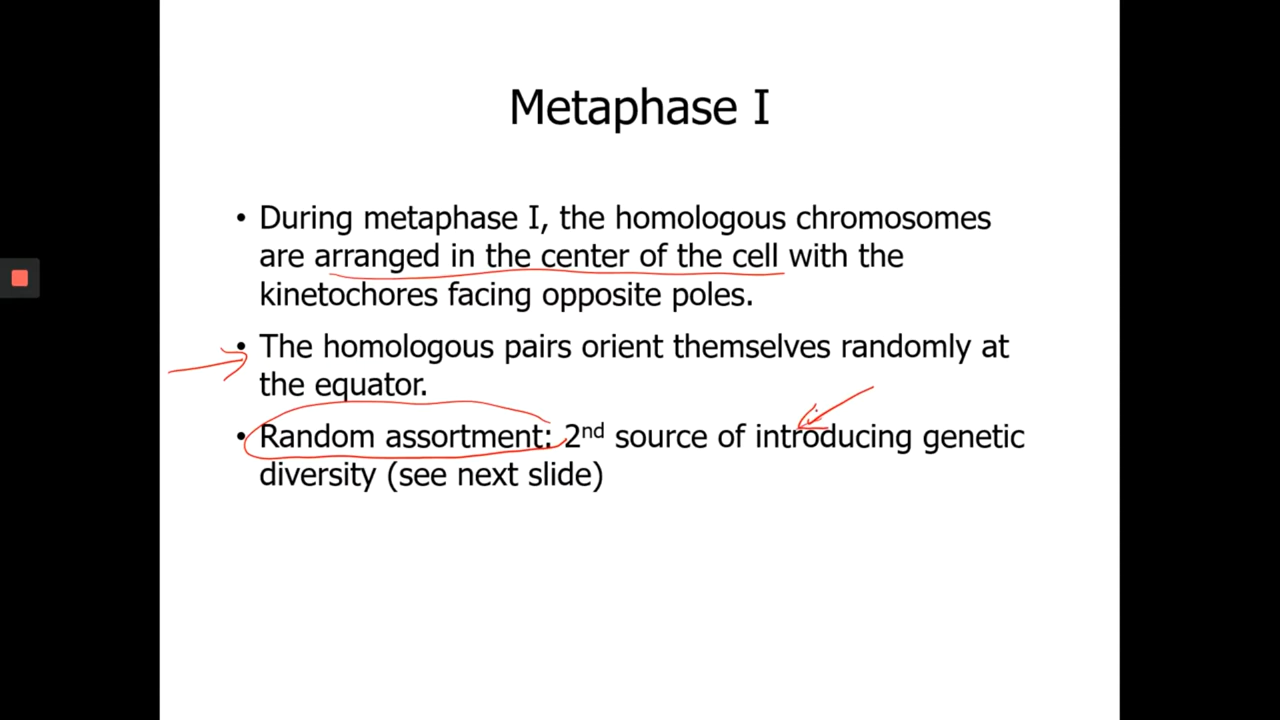 Metaphase I
• During metaphase I, the homologous chromosomes
are arranged in the center of the cell with the
kinetochores facing opposite poles.
• The homologous pairs orient themselves randomly at
the equator.
• Random assortment: 2nd source of introducing genetic
diversity (see next slide)